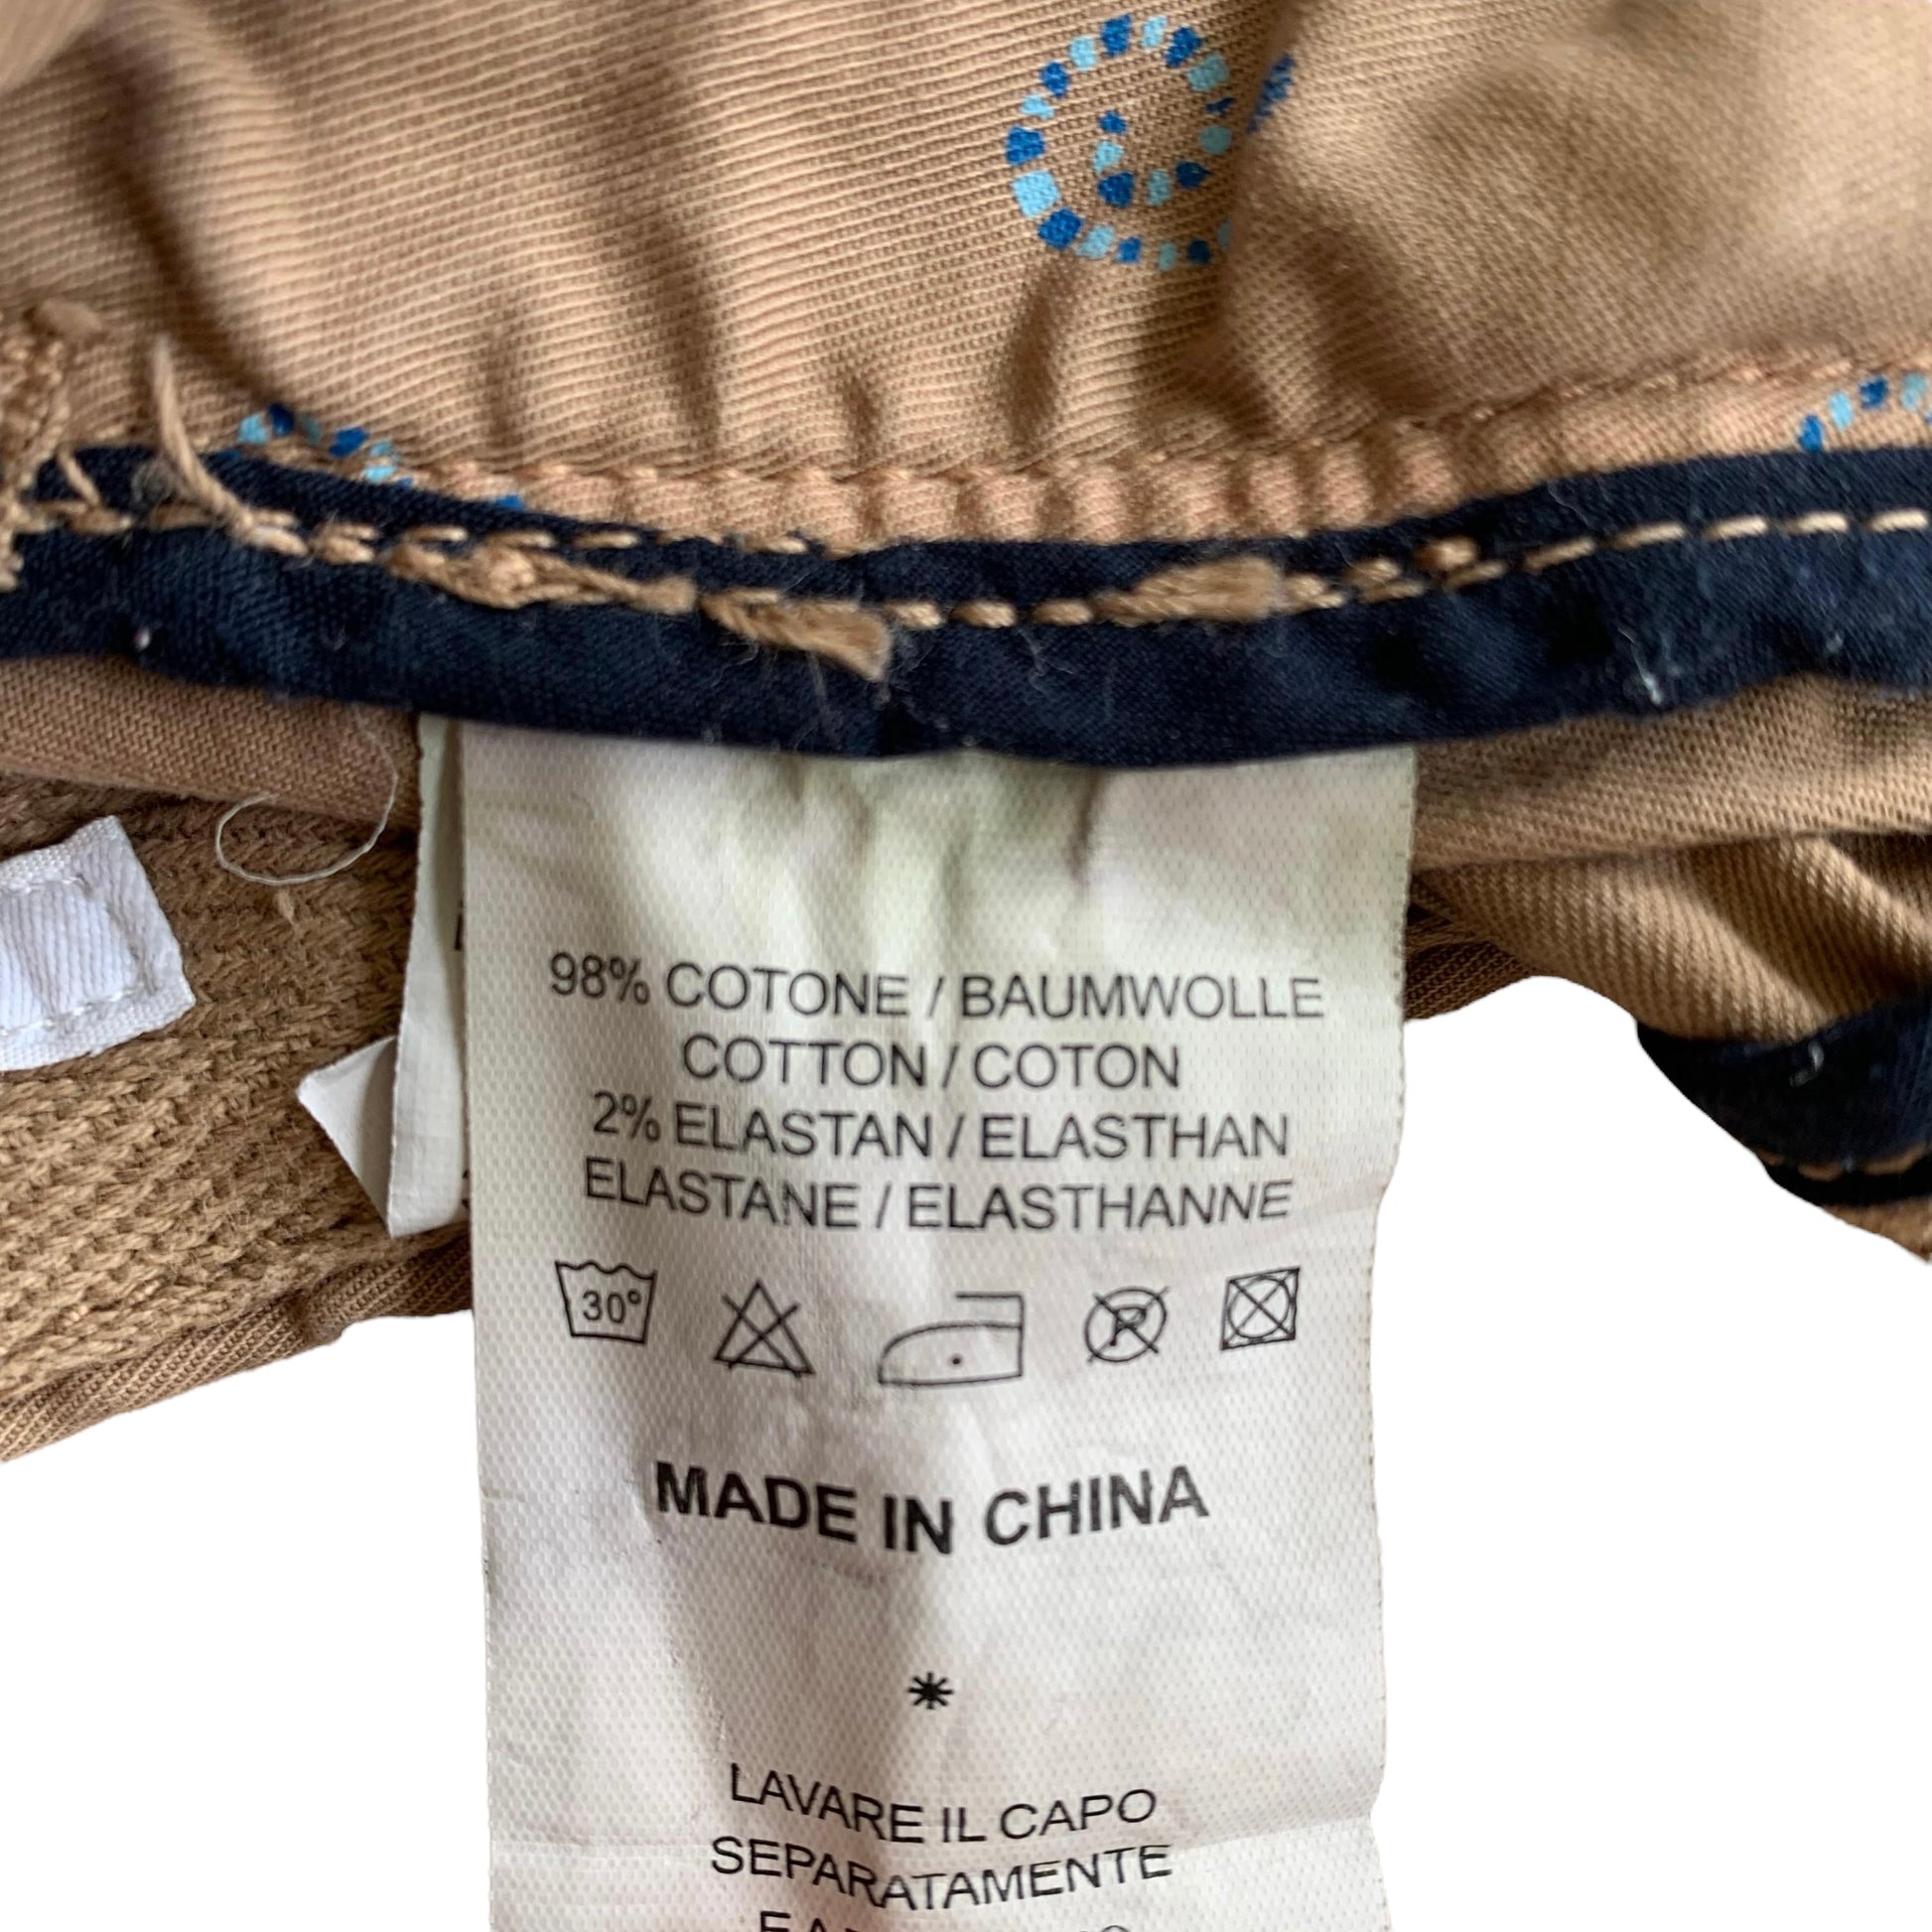 98% COTONE / BAUMWOLLE
COTTON / COTON
2% ELASTAN / ELASTHAN
ELASTANE / ELASTHANNE
30°
P
MADE IN CHINA
*
LAVARE IL CAPO
SEPARATAMENTE